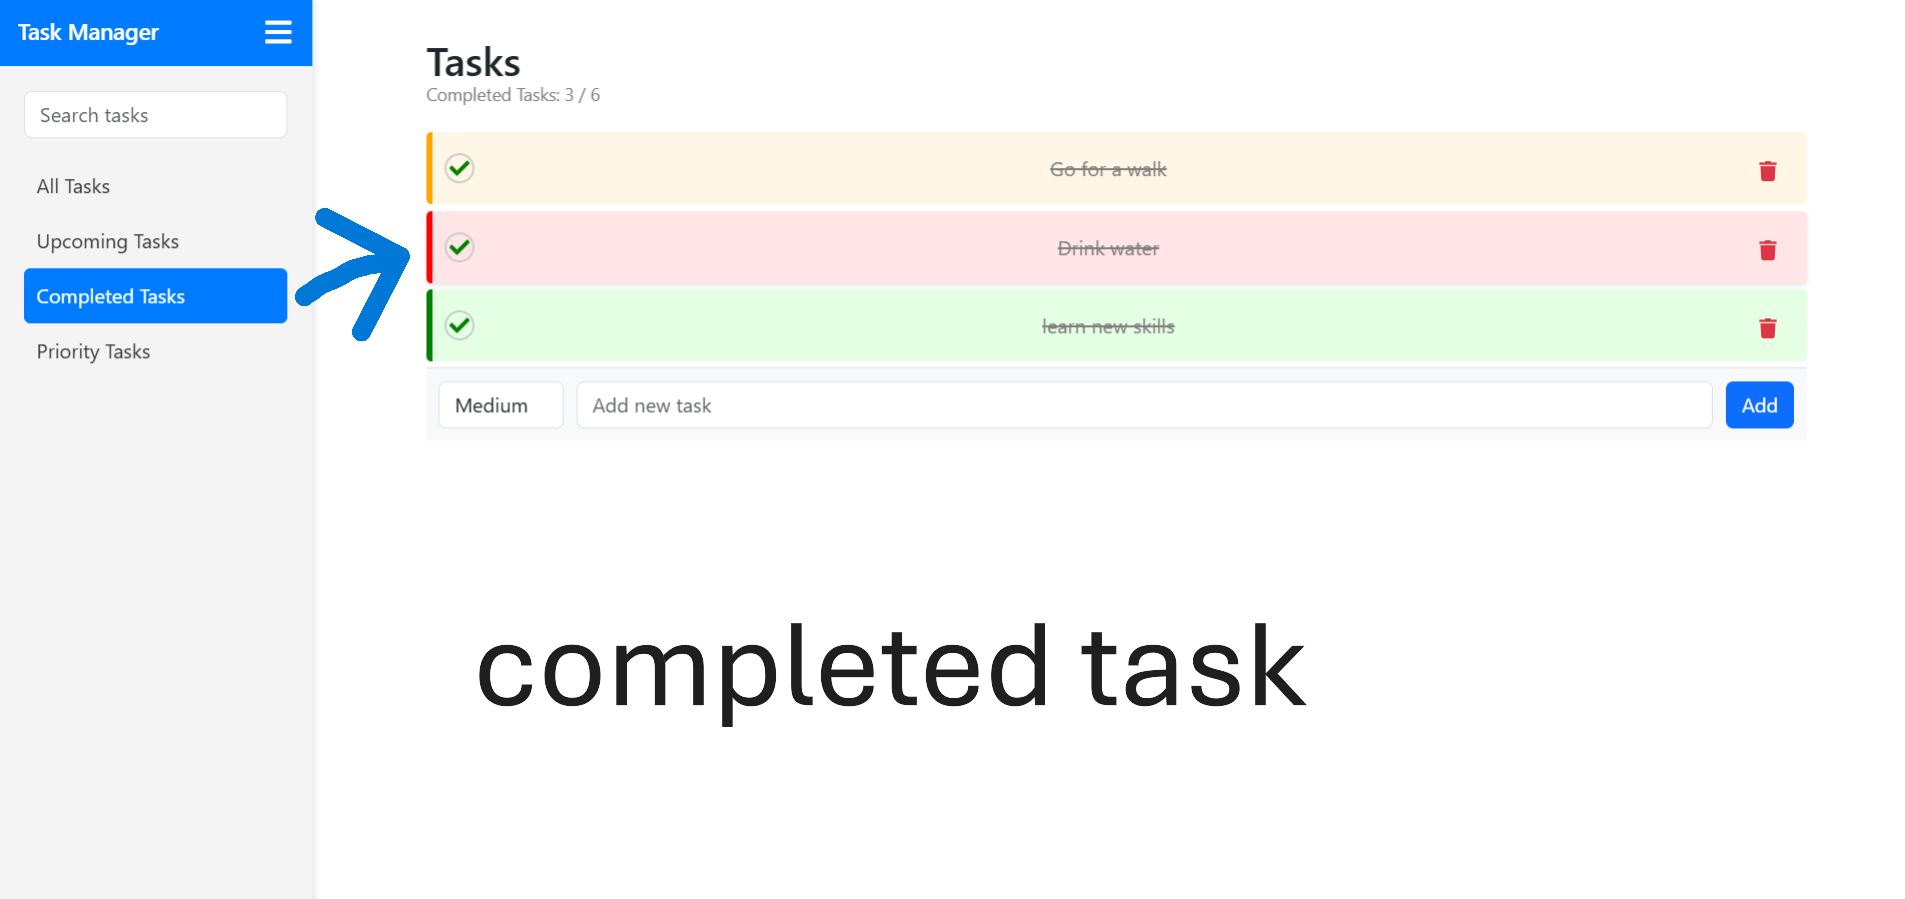 Task Manager
Search tasks
All Tasks
Upcoming Tasks
Completed Tasks
Priority Tasks
Tasks
Completed Tasks: 3 / 6
Go for a walk
Drink water
learn new skills
Medium
Add new task
Add
completed task